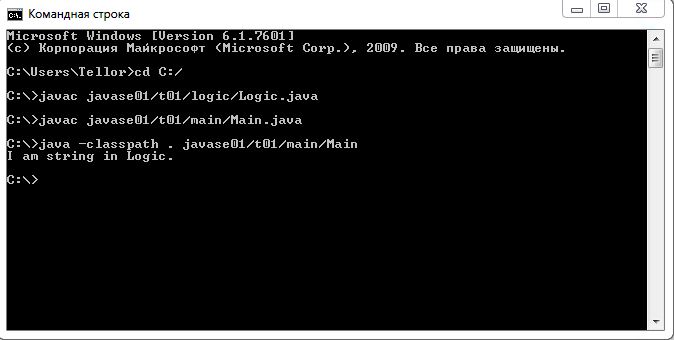 Командная строка
Microsoft Windows [Version 6.1.7601]
(c) Корпорация Майкрософт (Microsoft Corp.), 2009. Все права защищены.
C:\Users\Tellor>cd C:/
C:\>javac javase01/t01/logic/Logic.java
C:\>javac javase01/t01/main/Main.java
C:\>java -classpath . javase01/t01/main/Main
I am string in Logic.
C:\>